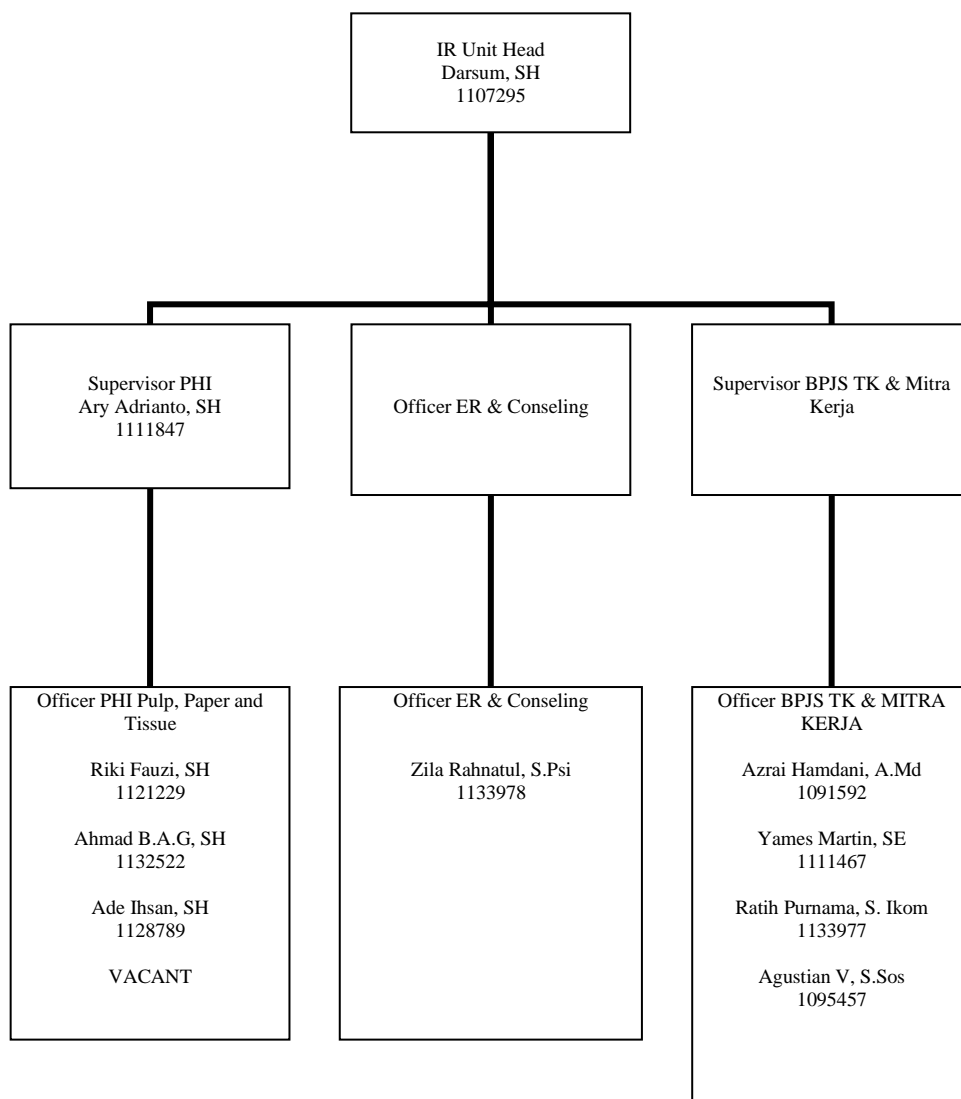 IR Unit Head
Darsum, SH
1107295
Supervisor PHI
Ary Adrianto, SH
1111847
Officer ER & Conseling
Supervisor BPJS TK & Mitra
Kerja
Officer PHI Pulp, Paper and
Tissue
Riki Fauzi, SH
1121229
Ahmad B.A.G, SH
1132522
Ade Ihsan, SH
1128789
VACANT
Officer ER & Conseling
Zila Rahnatul, S.Psi
1133978
Officer BPJS TK & MITRA
KERJA
Azrai Hamdani, A.Md
1091592
Yames Martin, SE
1111467
Ratih Purnama, S. Ikom
1133977
Agustian V, S.Sos
1095457